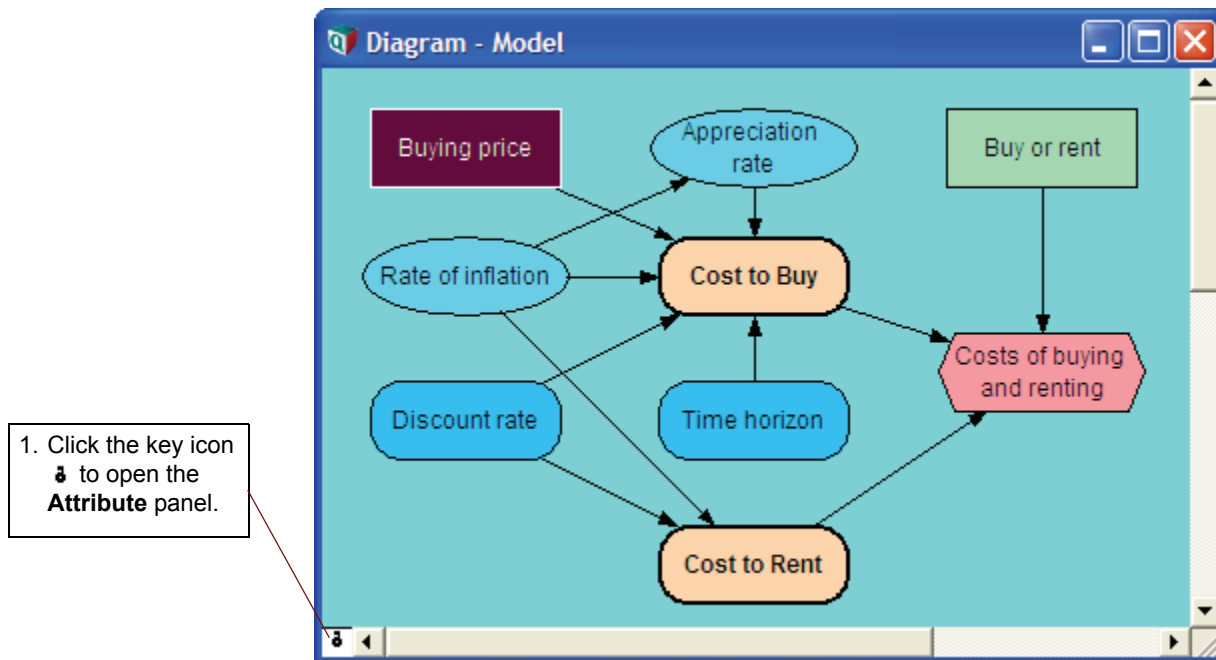 Diagram - Model
Buying price
Appreciation
rate
Buy or rent
Rate of inflation
Cost to Buy
Costs of buying
and renting
Discount rate
Time horizon
1. Click the key icon
to open the
Attribute panel.
Cost to Rent